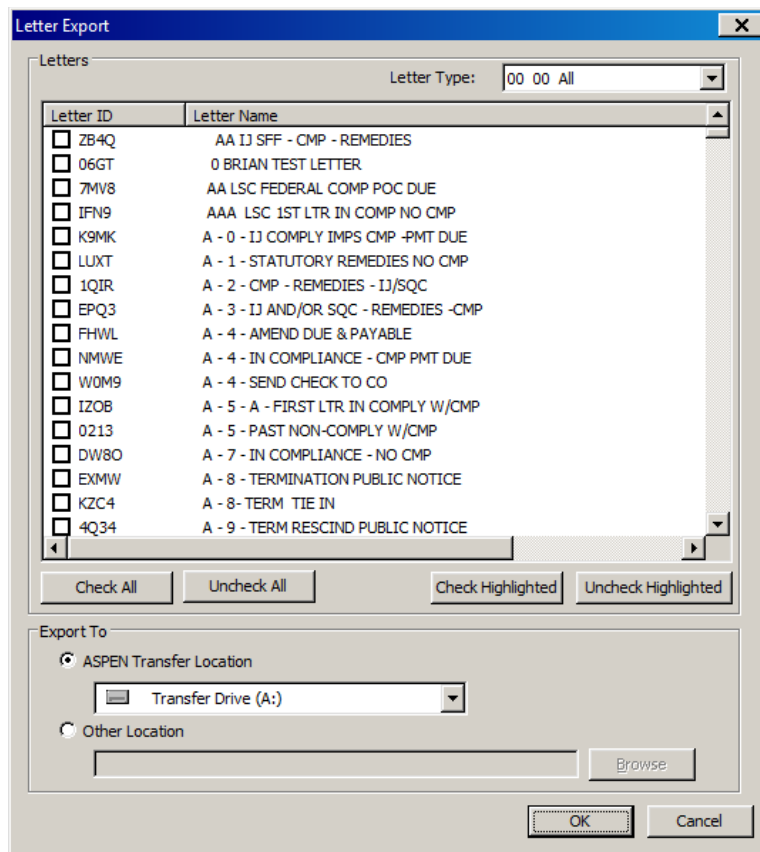 Letter Export
Letters
Letter Type: 00 00 All
Letter ID Letter Name
ZB4Q AA IJ SFF - CMP - REMEDIES
06GT 0 BRIAN TEST LETTER
7MV8 AA LSC FEDERAL COMP POC DUE
IFN9 AAA LSC 1ST LTR IN COMP NO CMP
K9MK A - 0 - IJ COMPLY IMPS CMP -PMT DUE
LUXT A - 1 - STATUTORY REMEDIES NO CMP
1QIR A - 2 - CMP - REMEDIES - IJ/SQC
EPQ3 A - 3 - IJ AND/OR SQC - REMEDIES -CMP
FHWL A - 4 - AMEND DUE & PAYABLE
NMWE A - 4 - IN COMPLIANCE - CMP PMT DUE
W0M9 A - 4 - SEND CHECK TO CO
IZOB A - 5 - A - FIRST LTR IN COMPLY W/CMP
0213 A - 5 - PAST NON-COMPLY W/CMP
DW8O A - 7 - IN COMPLIANCE - NO CMP
EXMW A - 8 - TERMINATION PUBLIC NOTICE
KZC4 A - 8- TERM TIE IN
4Q34 A - 9 - TERM RESCIND PUBLIC NOTICE
Check All Uncheck All Check Highlighted Uncheck Highlighted
Export To
ASPEN Transfer Location
Transfer Drive (A:)
Other Location
Browse
OK Cancel